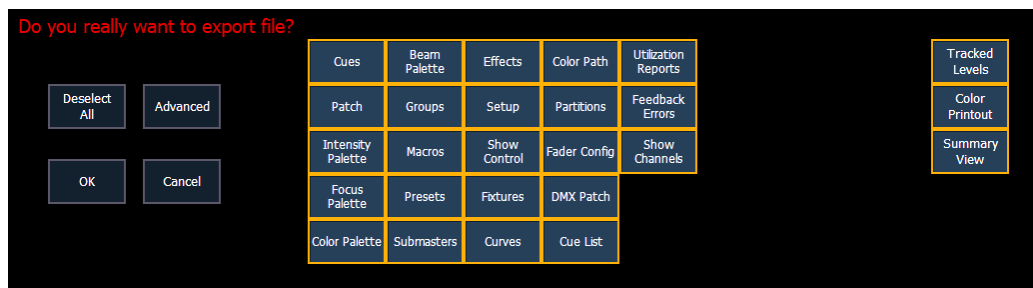 Do you really want to export file?
Cues
Beam
Palette
Effects
Color Path
Utilization
Reports
Tracked
Levels
Deselect
All
Advanced
Patch
Groups
Setup
Partitions
Feedback
Errors
Color
Printout
Intensity
Palette
Macros
Show
Control
Fader Config
Show
Channels
Summary
View
OK
Cancel
Focus
Palette
Presets
Fixtures
DMX Patch
Color Palette
Submasters
Curves
Cue List